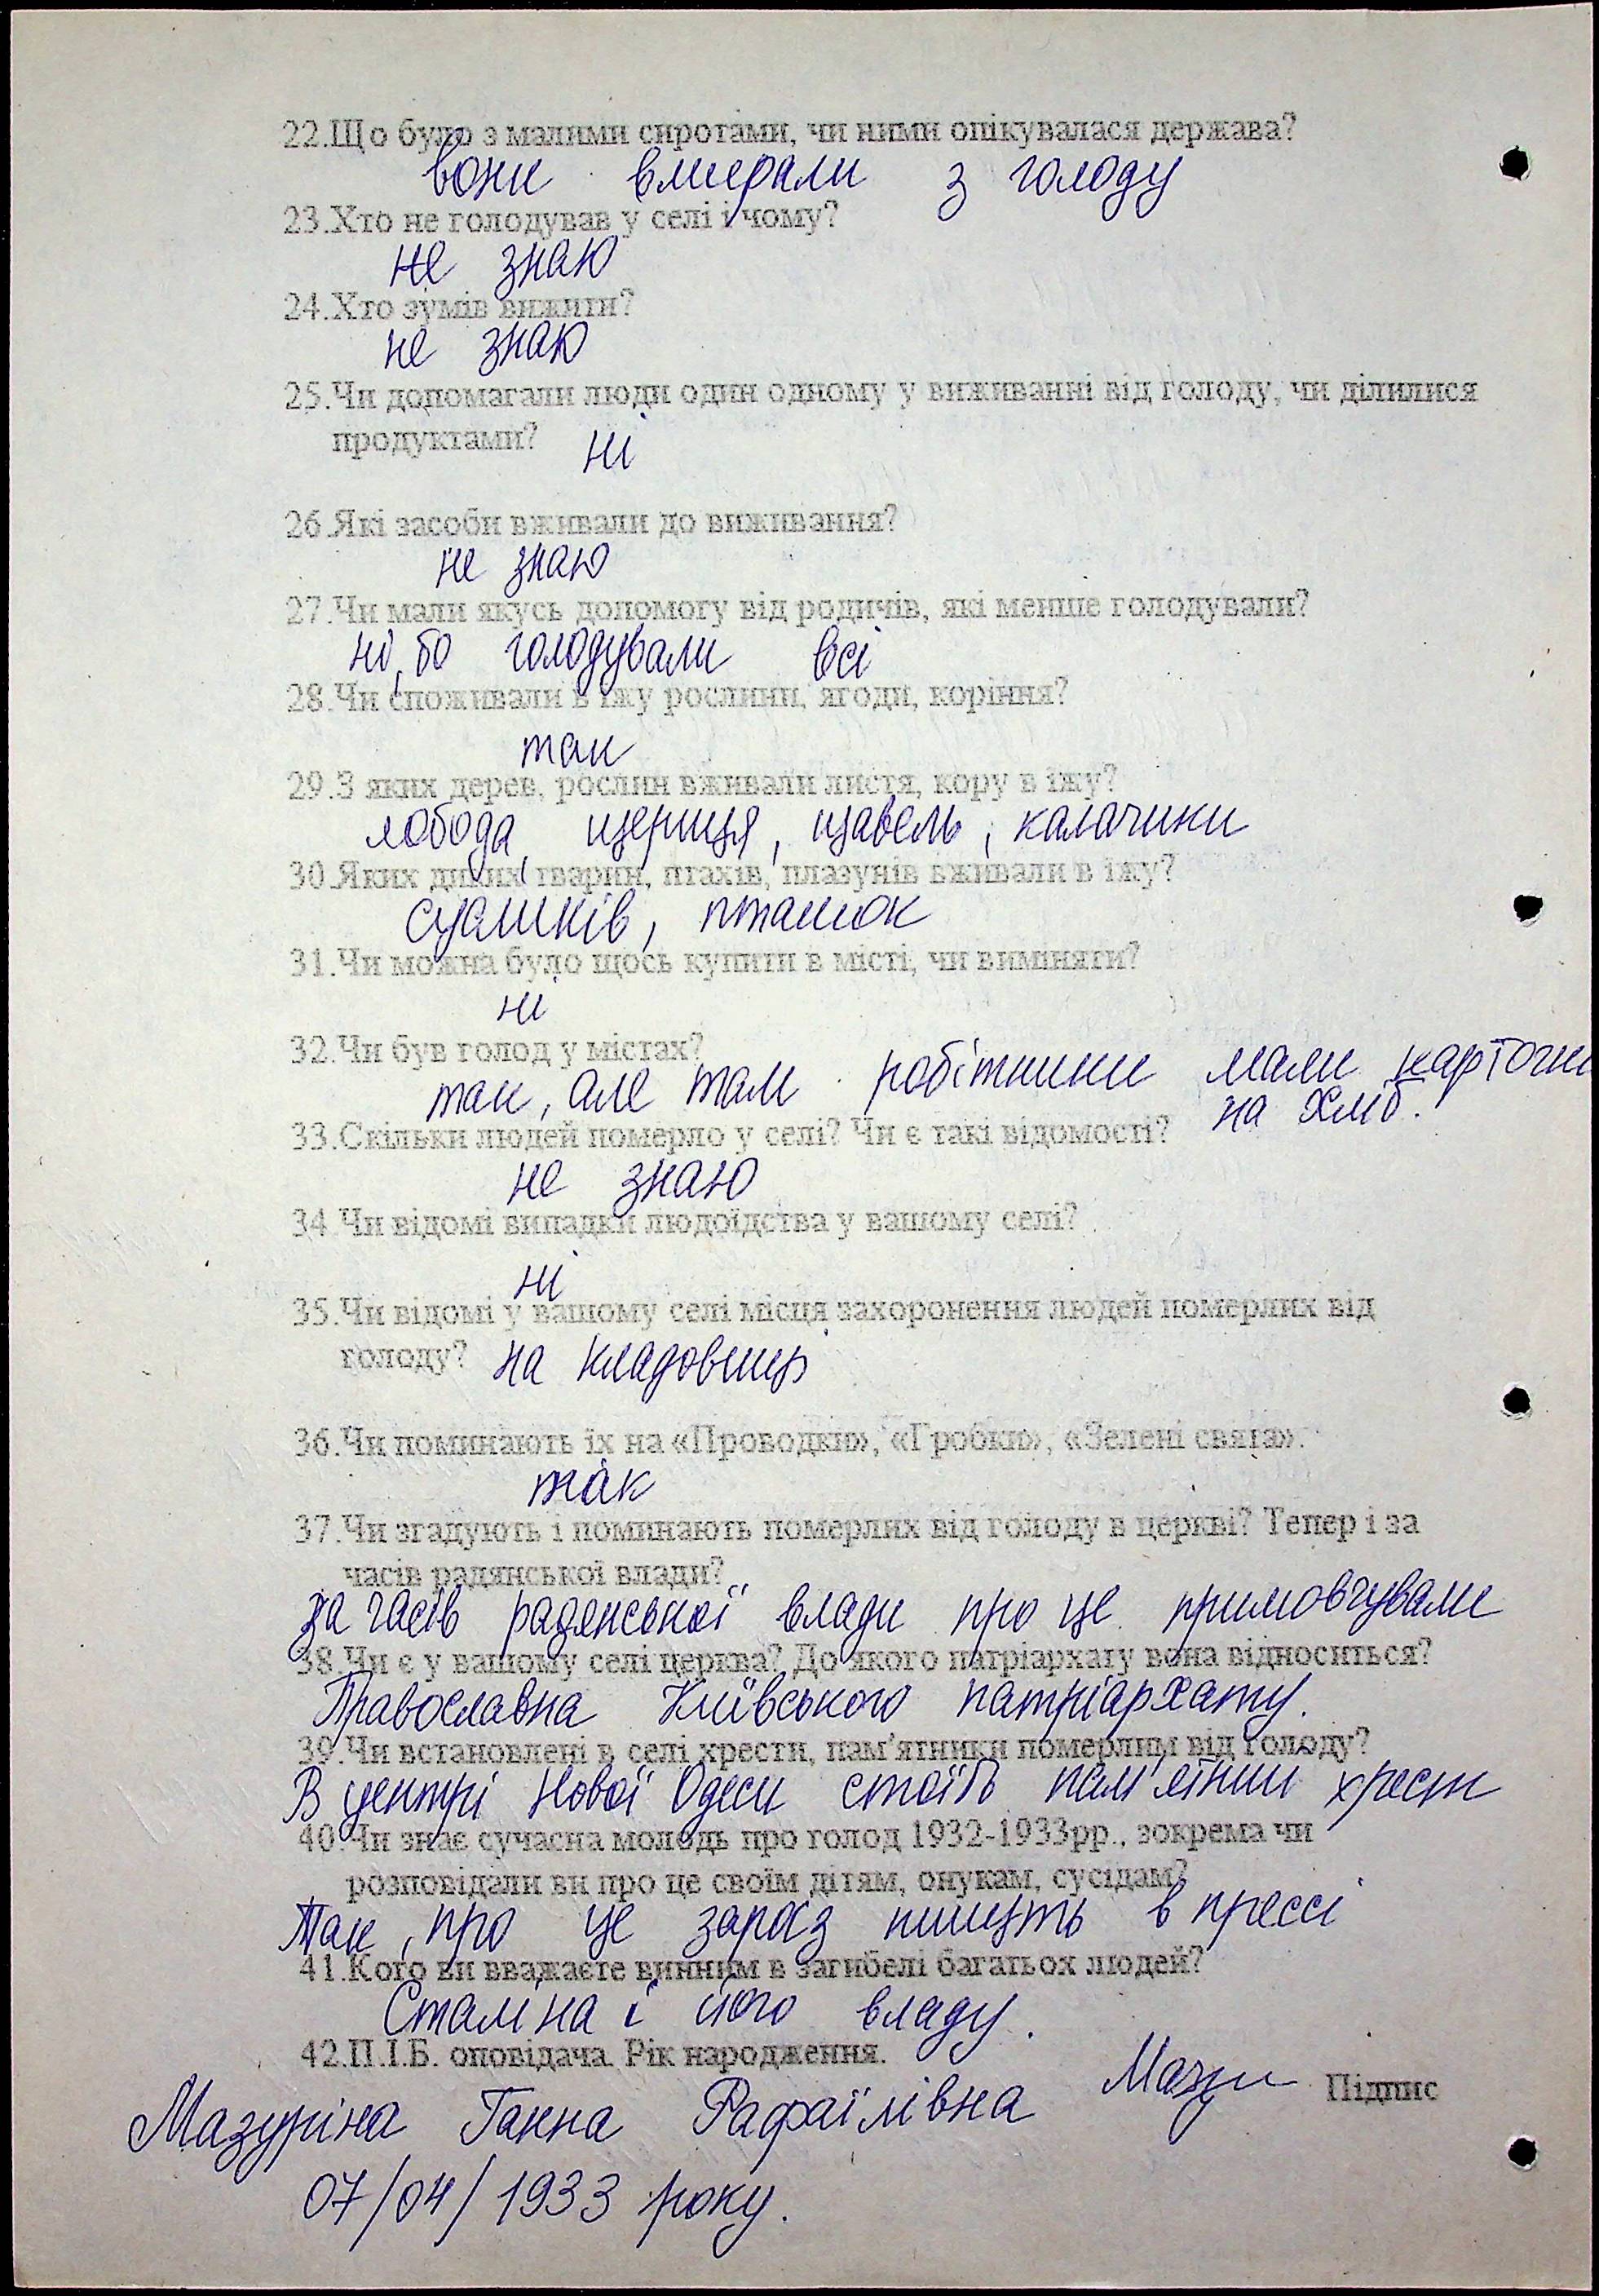 22.Що було з малими сиротами, чи ними опікувалася держава?
вони вмирали з голоду
23.Хто не голодував у селі і чому?
не знаю
24.Хто зумів вижити?
не знаю
25.Чи допомагали люди один одному у виживанні від голоду, чи ділилися
продуктами? ні
26.Які засоби вживали до виживання?
не знаю
27.Чи мали якусь допомогу від родичів, які менше голодували?
ні, бо голодували всі
28.Чи споживали в їжу рослини, ягоди, коріння?
так
29.З яких дерев, рослин вживали листя, кору в їжу?
лобода, щериця, щавель, калачики
30.Яких диких тварин, птахів, плазунів вживали в їжу?
сусликів, пташок
31.Чи можна було щось купити в місті, чи виміняти?
ні
32.Чи був голод у містах?
так, але там робітники мали карточки
на хліб.
33.Скільки людей померло у селі? Чи є такі відомості?
не знаю
34 Чи відомі випадки людоїдства у вашому селі?
ні
35.Чи відомі у вашому селі місця захоронення людей померлих від
голоду? на кладовищі
36.Чи поминають їх на «Проводки», «Гробки», «Зелені свята».
так
37.Чи згадують і поминають померлих від голоду в церкві? Тепер і за
часів радянської влади?
за часів радянської влади про це примовчували
38.Чи є у вашому селі церква? До якого патріархату вона відноситься?
Православна Київського патріархату.
39.Чи встановлені в селі хрести, пам'ятники померлим від голоду?
В центрі Нової Одеси стоїть пам'ятний хрест
40.Чи знає сучасна молодь про голод 1932-1933рр., зокрема чи
розповідали ви про це своїм дітям, онукам, сусідам?
Так, про це зараз пишуть в прессі
41.Кого ви вважаєте винним в загибелі багатьох людей?
Сталіна і його владу.
42.П.І.Б. оповідача. Рік народження.
Мазуріна Ганна Рафаїлівна Мазу Підпис
07/04/1933 року.